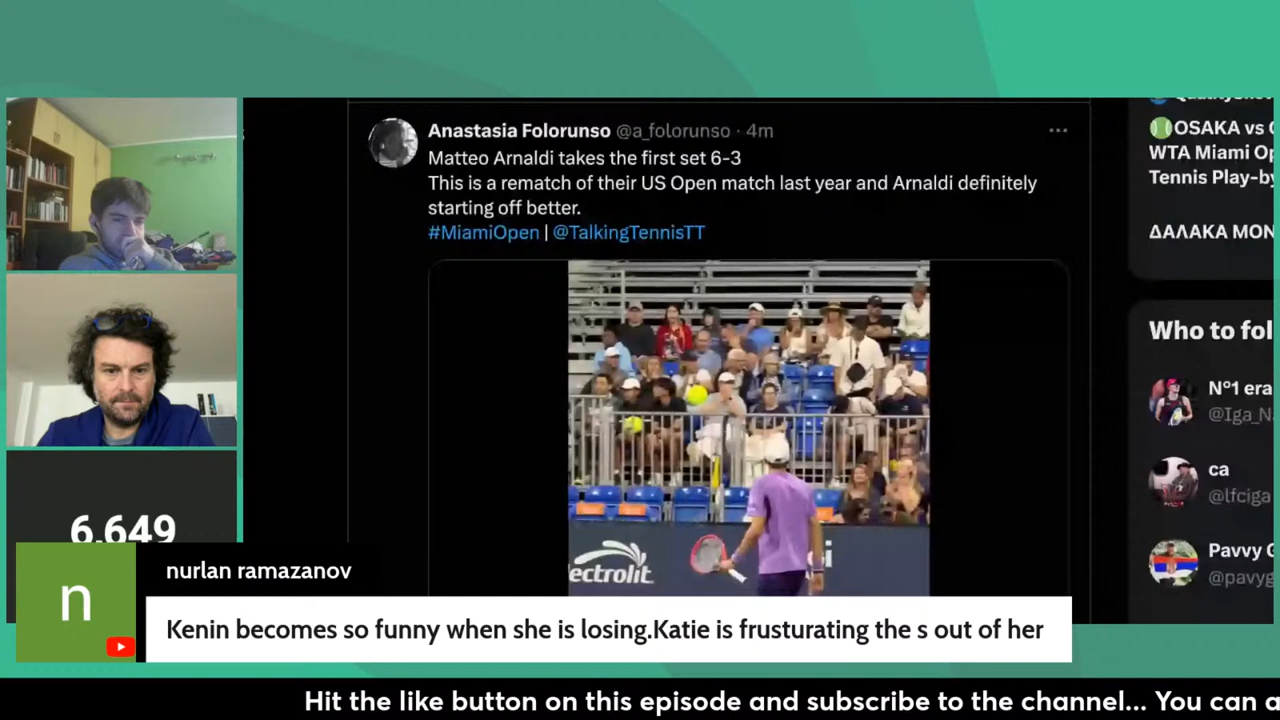 Anastasia Folorunso @a_folorunso · 4m
Matteo Arnaldi takes the first set 6-3
This is a rematch of their US Open match last year and Arnaldi definitely
starting off better.
#MiamiOpen | @TalkingTennisTT
OSAKA vs
WTA Miami Op
Tennis Play-by
ΔΑΛΑΚΑ ΜΟΝ
Who to fol
Nº1 era
@Iga_N
ca
@lfciga
Pavvy G
@pavyg
ectrolit.
6,649
n
nurlan ramazanov
Kenin becomes so funny when she is losing.Katie is frusturating the s out of her
Hit the like button on this episode and subscribe to the channel... You can a